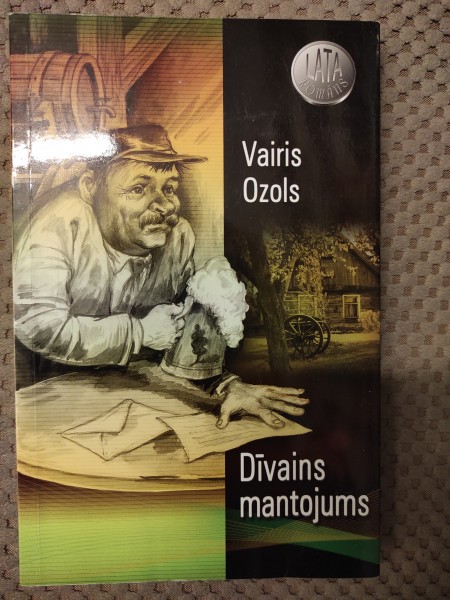 LATA
ROMĀNS
Vairis
Ozols
Dīvains
mantojums